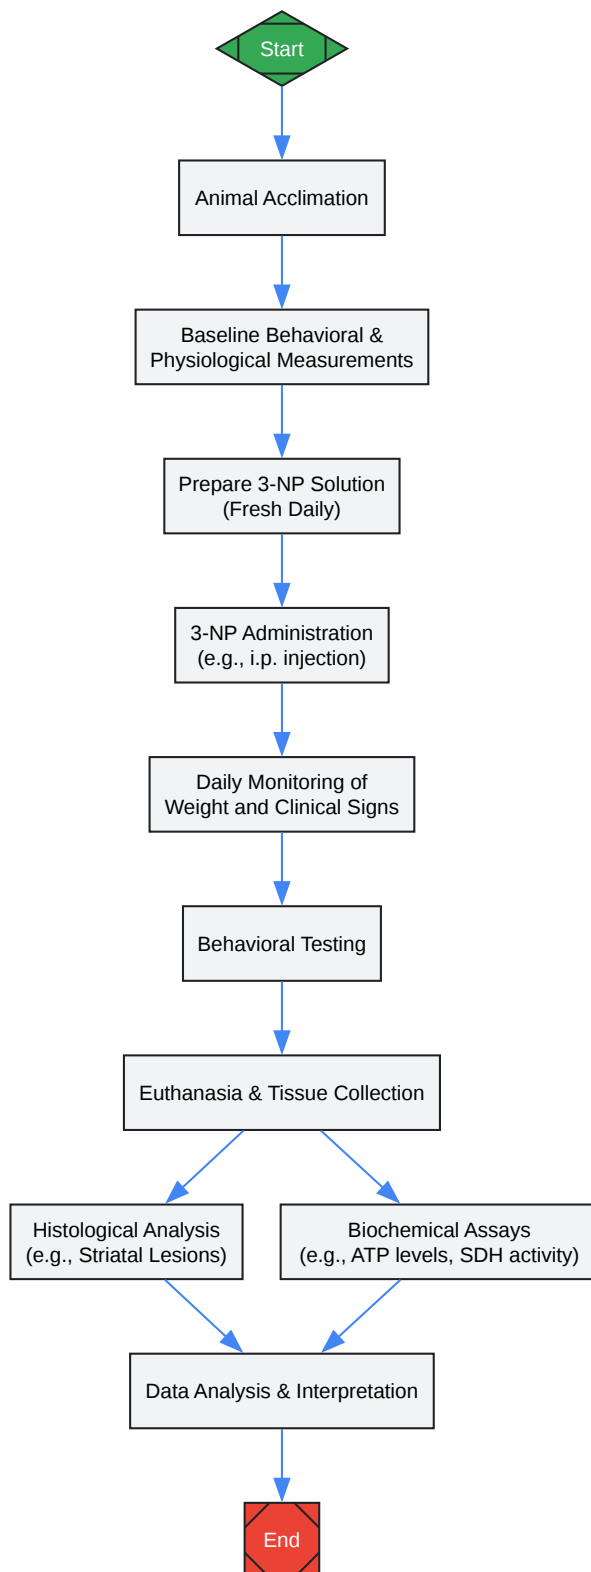 Start
Animal Acclimation
Baseline Behavioral &
Physiological Measurements
Prepare 3-NP Solution
(Fresh Daily)
3-NP Administration
(e.g., i.p. injection)
Daily Monitoring of
Weight and Clinical Signs
Behavioral Testing
Euthanasia & Tissue Collection
Histological Analysis
(e.g., Striatal Lesions)
Biochemical Assays
(e.g., ATP levels, SDH activity)
Data Analysis & Interpretation
End